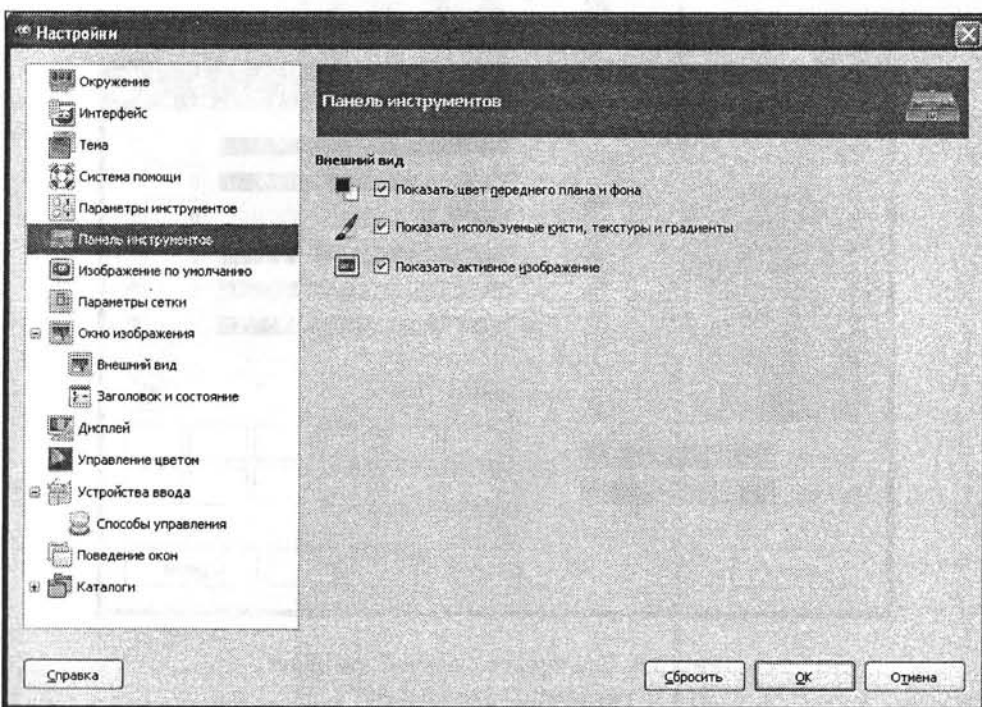 Настройки
Окружение
Интерфейс
Тема
Система помощи
Параметры инструментов
Панель инструментов
Изображение по умолчанию
Параметры сетки
Окно изображения
Внешний вид
Заголовок и состояние
Дисплей
Управление цветом
Устройства ввода
Способы управления
Поведение окон
Каталоги
Панель инструментов
Внешний вид
Показать цвет переднего плана и фона
Показать используемые кисти, текстуры и градиенты
Показать активное изображение
Справка
Сбросить
OK
Отмена